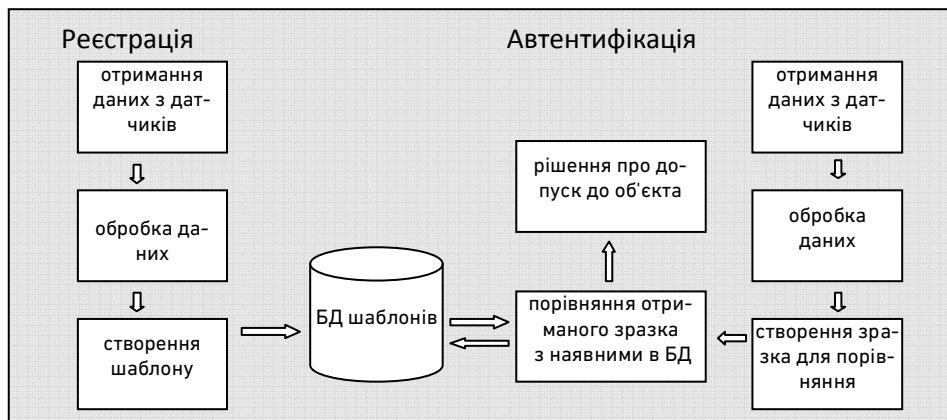 Реєстрація
отримання
даних з дат-
чиків
обробка да-
них
створення
шаблону
БД шаблонів
Автентифікація
отримання
даних з дат-
чиків
обробка
даних
створення зра-
зка для порів-
няння
порівняння отри-
маного зразка
з наявними в БД
рішення про до-
пуск до об'єкта